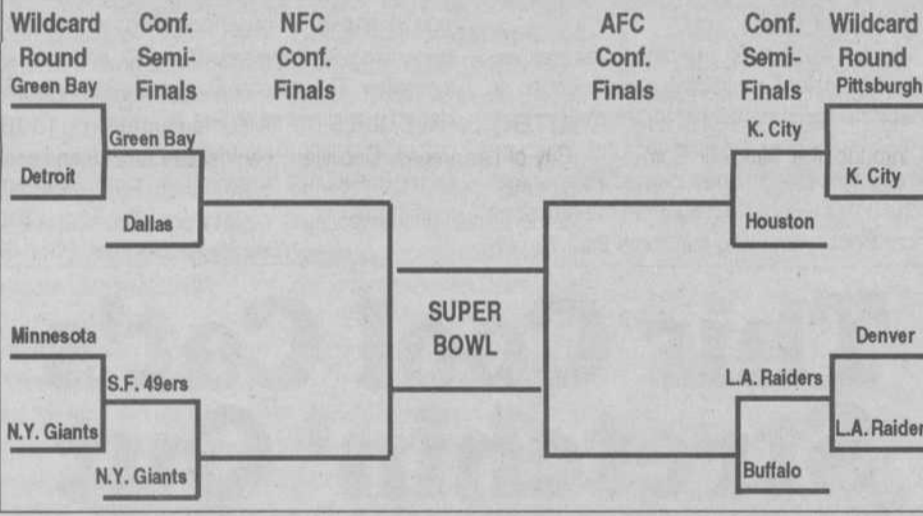 Wildcard
Round
Conf.
Semi-
Finals
NFC
Conf.
Finals
AFC
Conf.
Finals
Conf.
Semi-
Finals
Wildcard
Round
Green Bay
Detroit
Green Bay
Dallas
Minnesota
N.Y. Giants
S.F. 49ers
N.Y. Giants
SUPER
BOWL
K. City
Houston
Pittsburgh
K. City
L.A. Raiders
Buffalo
Denver
L.A. Raider